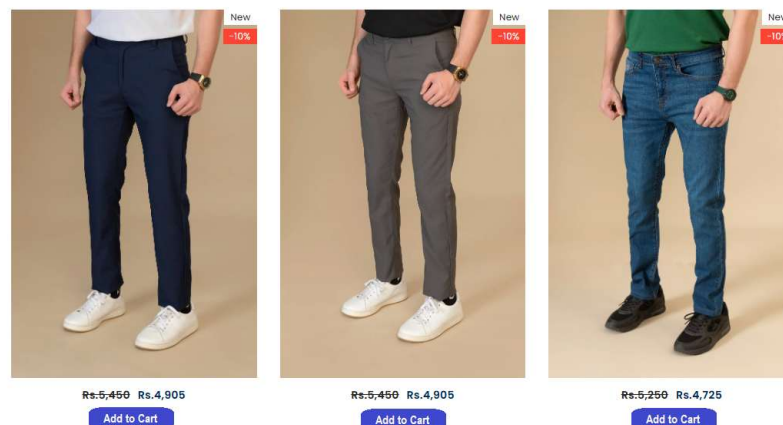 New
-10%
New
-10%
New
-10%
Rs.5,450 Rs.4,905
Add to Cart
Rs.5,450 Rs.4,905
Add to Cart
Rs.5,250 Rs.4,725
Add to Cart